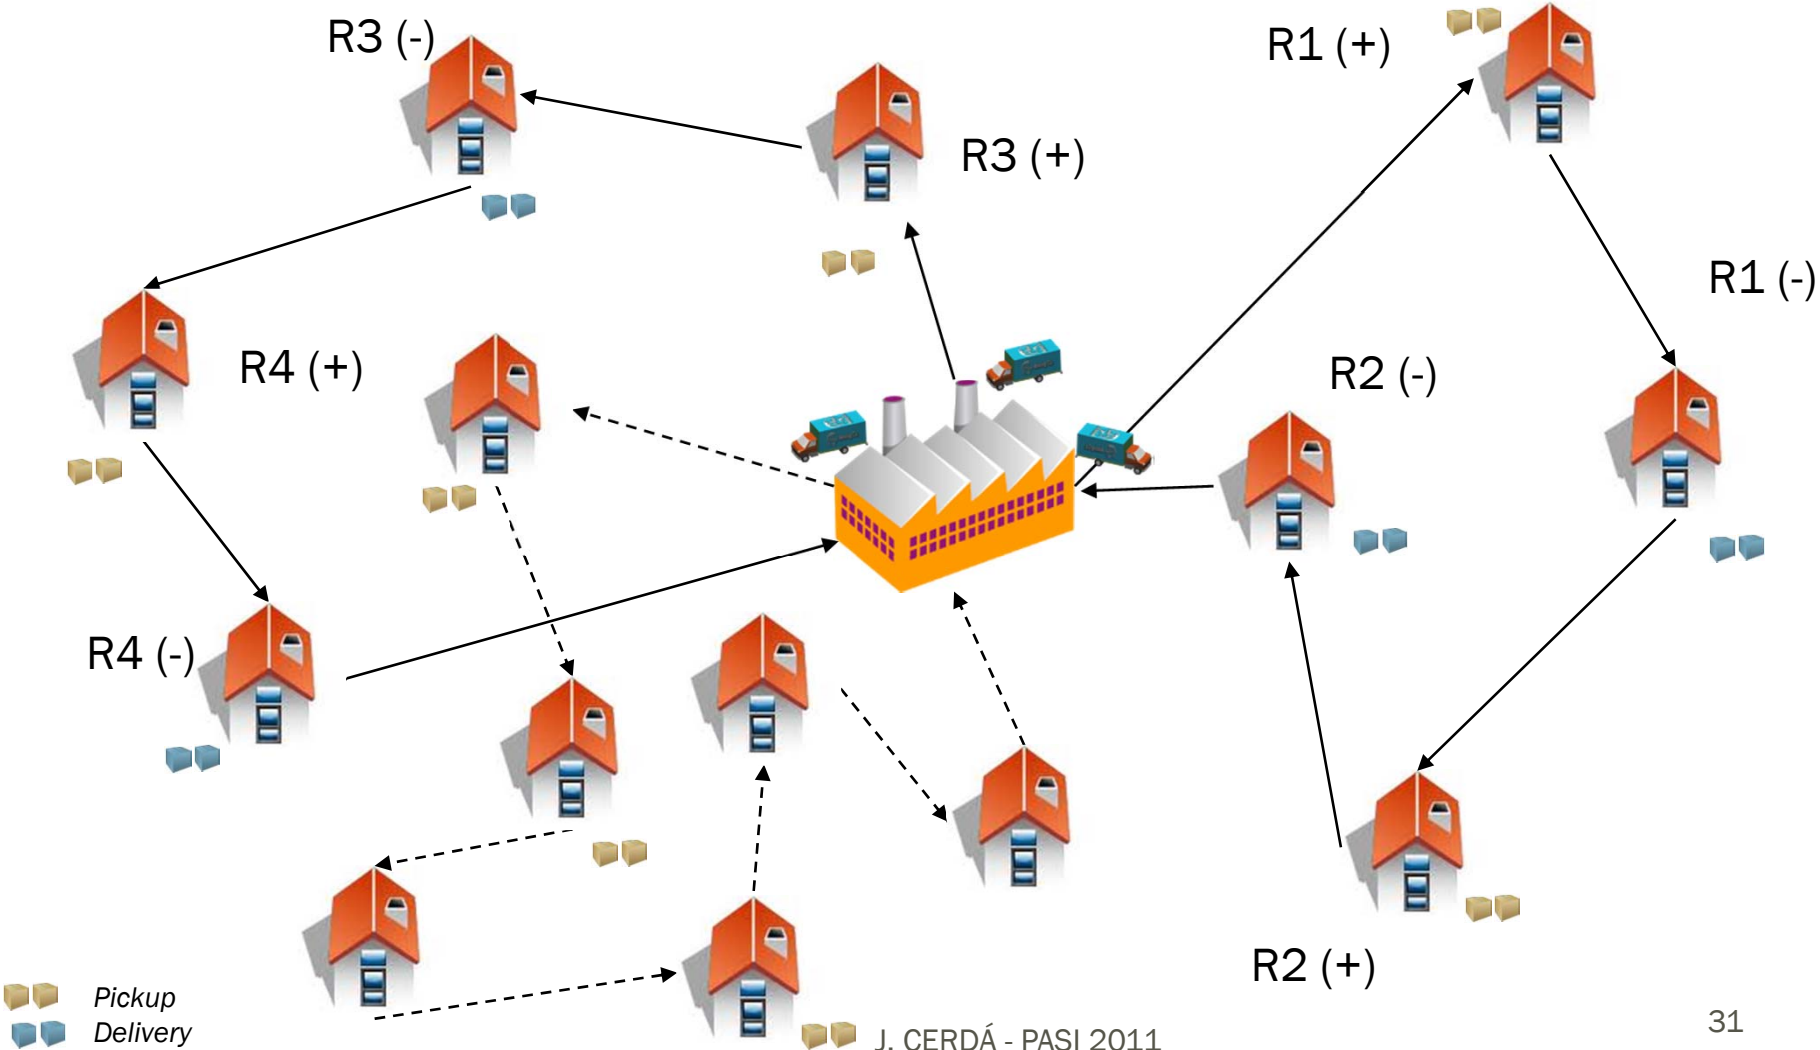 R3 (-)
R1 (+)
R3 (+)
R1 (-)
R4 (+)
R2 (-)
R4 (-)
R2 (+)
Pickup
Delivery
J. CERDÁ - PASI 2011
31